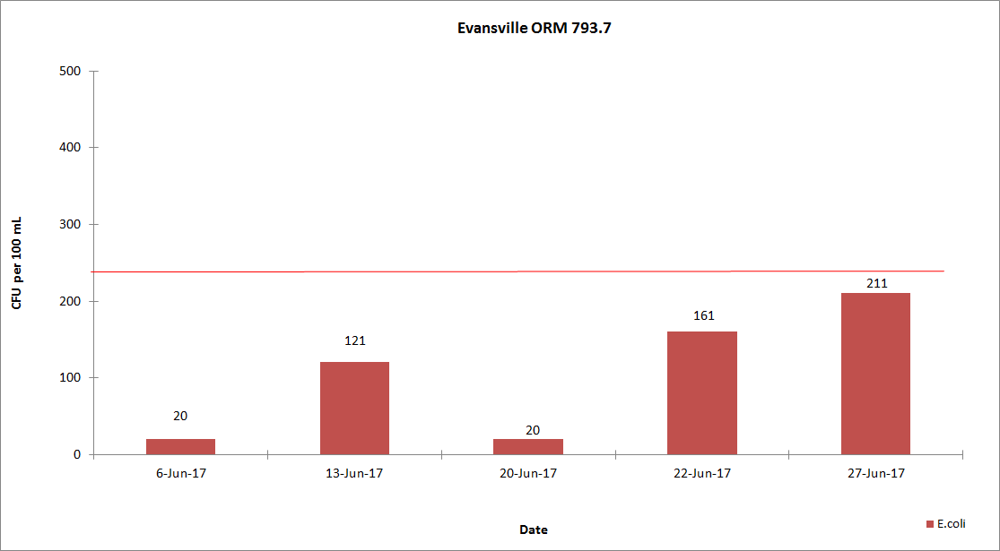 Evansville ORM 793.7
500
400
300
200
100
0
CFU per 100 mL
20
121
20
161
211
6-Jun-17
13-Jun-17
20-Jun-17
22-Jun-17
27-Jun-17
Date
E.coli